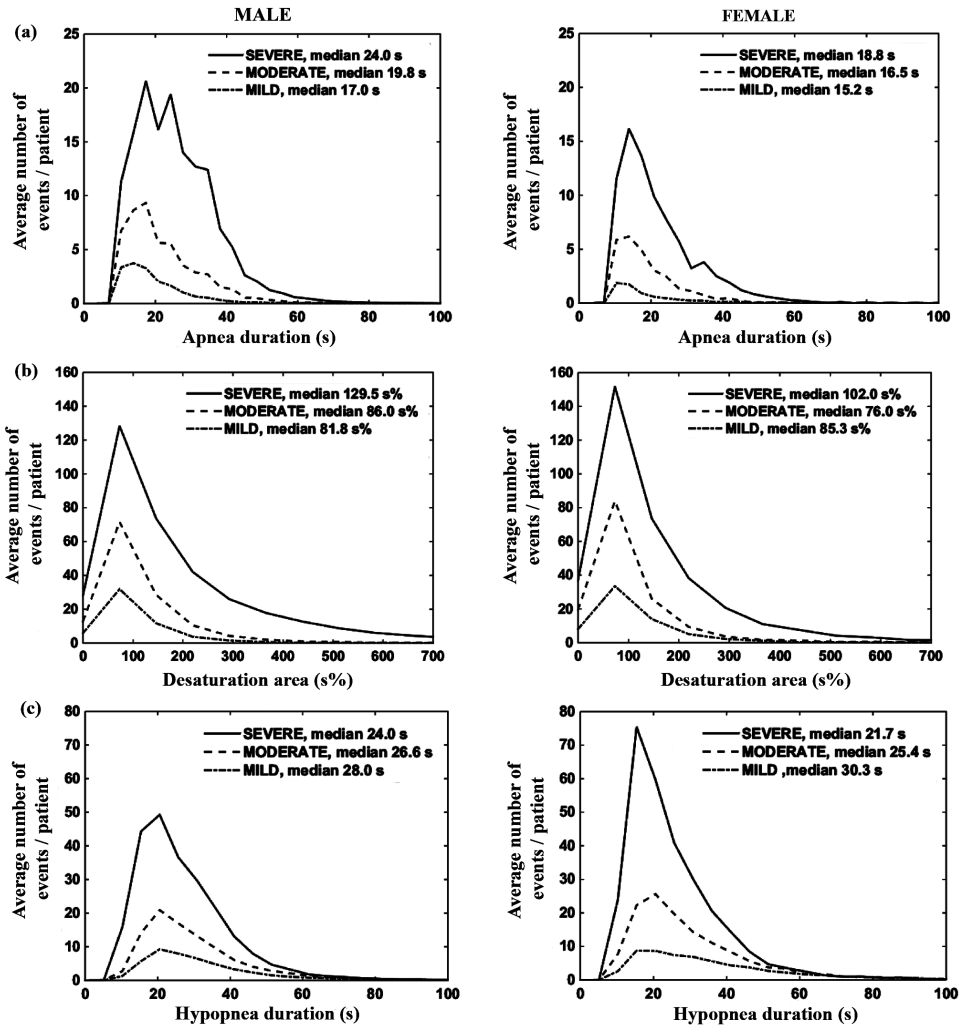 MALE
FEMALE
(a)
25
20
15
10
5
0
0 20 40 60 80 100
SEVERE, median 24.0 s
MODERATE, median 19.8 s
MILD, median 17.0 s
Average number of
events / patient
Apnea duration (s)
25
20
15
10
5
0
0 20 40 60 80 100
SEVERE, median 18.8 s
MODERATE, median 16.5 s
MILD, median 15.2 s
Average number of
events / patient
Apnea duration (s)
(b)
160
140
120
100
80
60
40
20
0
0 100 200 300 400 500 600 700
SEVERE, median 129.5 s%
MODERATE, median 86.0 s%
MILD, median 81.8 s%
Average number of
events / patient
Desaturation area (s%)
160
140
120
100
80
60
40
20
0
0 100 200 300 400 500 600 700
SEVERE, median 102.0 s%
MODERATE, median 76.0 s%
MILD, median 85.3 s%
Average number of
events / patient
Desaturation area (s%)
(c)
80
70
60
50
40
30
20
10
0
0 20 40 60 80 100
SEVERE, median 24.0 s
MODERATE, median 26.6 s
MILD, median 28.0 s
Average number of
events / patient
Hypopnea duration (s)
80
70
60
50
40
30
20
10
0
0 20 40 60 80 100
SEVERE, median 21.7 s
MODERATE, median 25.4 s
MILD ,median 30.3 s
Average number of
events / patient
Hypopnea duration (s)